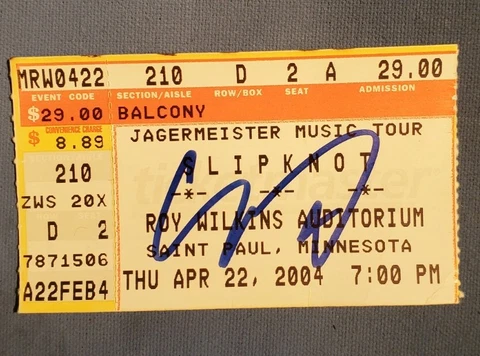 MRW0422 210 D 2 A 29.00
EVENT CODE SECTION/AISLE ROW/BOX SEAT ADMISSION
$ 29.00 BALCONY
CONVENIENCE CHARGE
$ 8.89 JAGERMEISTER MUSIC TOUR
210 SLIPKNOT
-*- -*- -*-
ZWS 20X ROY WILKINS AUDITORIUM
D 2 SAINT PAUL, MINNESOTA
7871506 THU APR 22, 2004 7:00 PM
A22FEB4